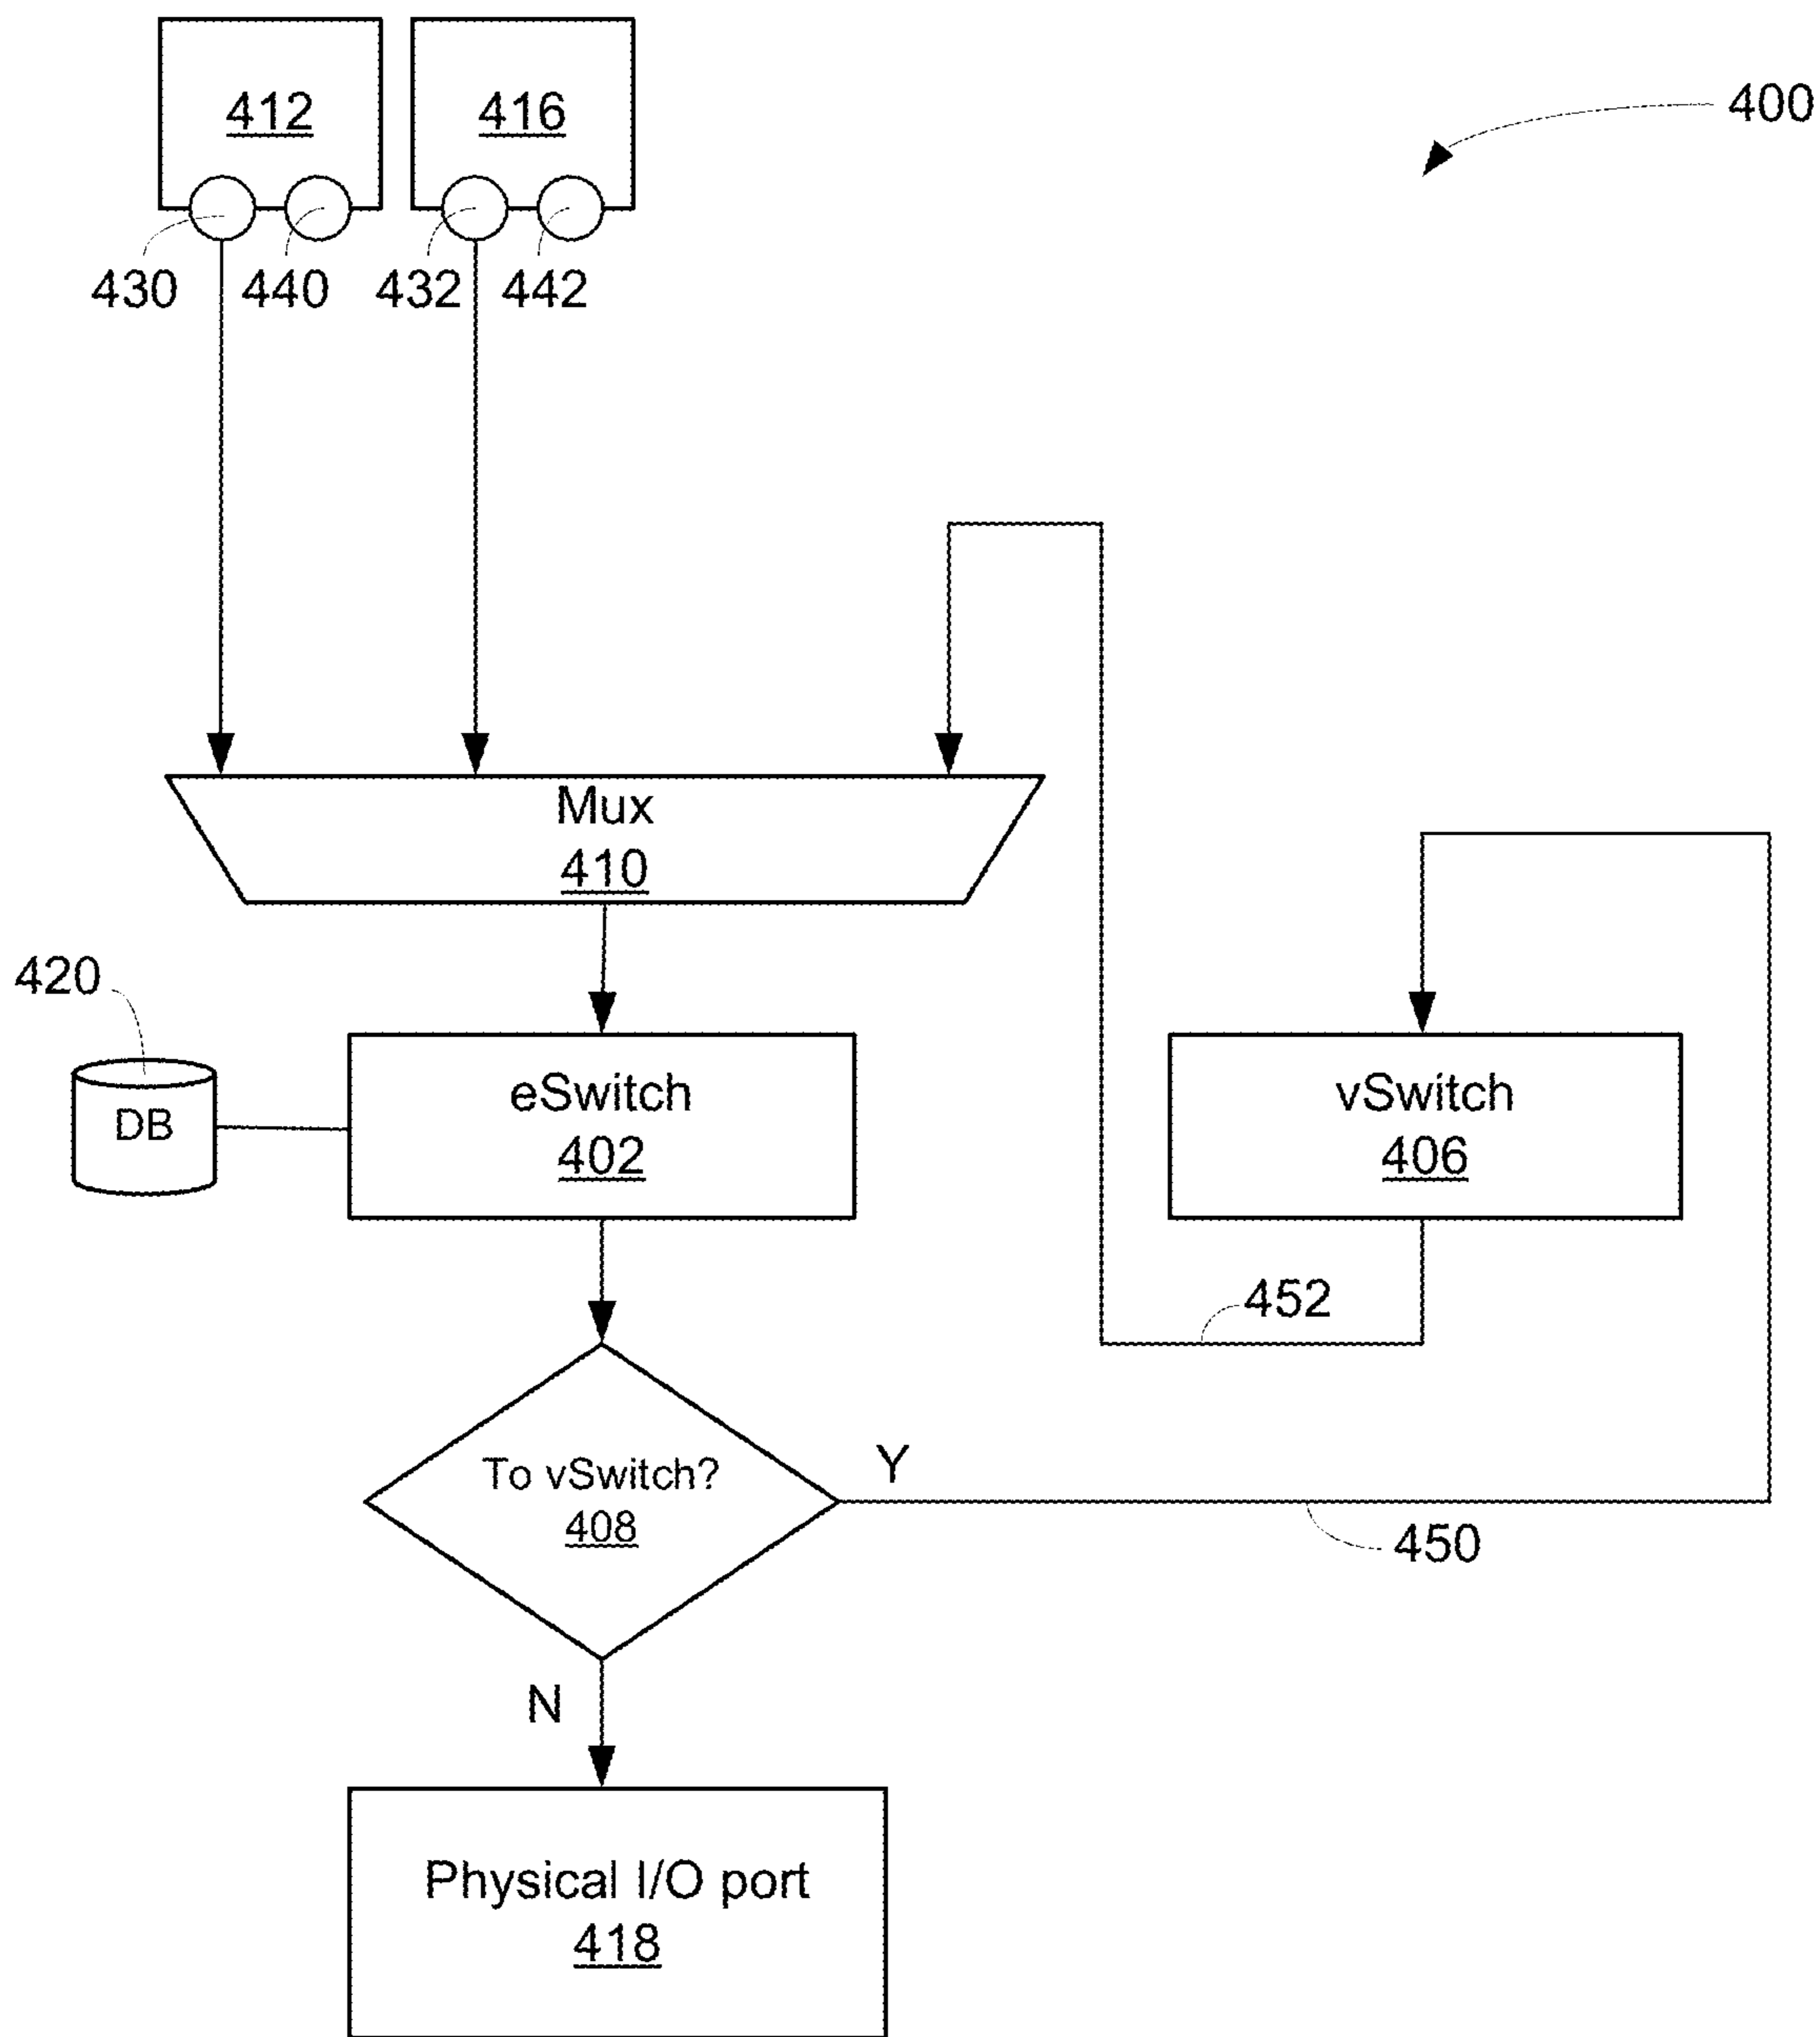 412
416
400
430
440
432
442
Mux
410
420
DB
eSwitch
402
vSwitch
406
452
To vSwitch?
408
Y
450
N
Physical I/O port
418